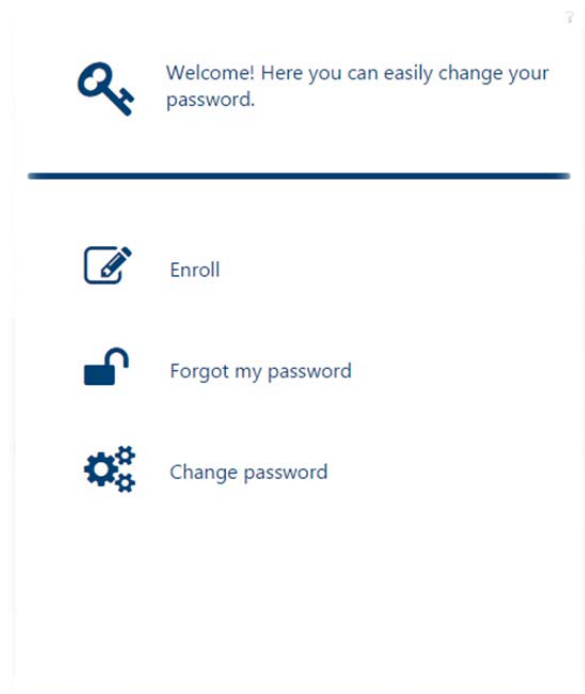 ?
Welcome! Here you can easily change your
password.
Enroll
Forgot my password
Change password